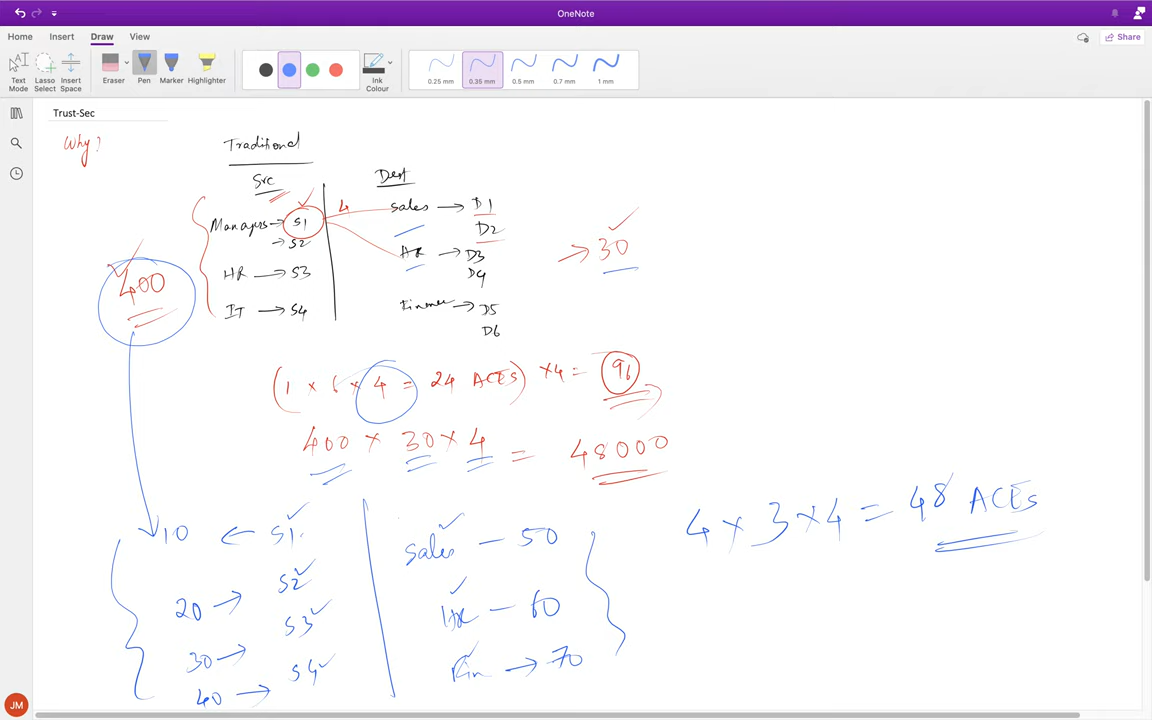 OneNote
Home Insert Draw View
Share
Text Mode
Lasso Select
Insert Space
Eraser
Pen
Marker
Highlighter
Ink Colour
0.25 mm
0.35 mm
0.5 mm
0.7 mm
1 mm
Trust-Sec
Why?
Traditional
Src
Dest
4
Managers → S1
→ S2
HR → S3
IT → S4
sales → D1
D2
HR → D3
D4
Finance → D5
D6
→ 30
400
(1 × 6 × 4 = 24 ACEs) × 4 = 96
400 × 30 × 4 = 48000
10 ← S1
20 → S2
30 → S3
40 → S4
sales - 50
HR - 60
Fin → 70
4 × 3 × 4 = 48 ACEs
JM